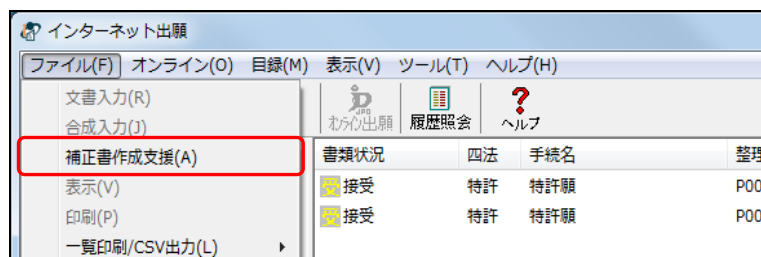 インターネット出願
ファイル(F) オンライン(O) 目録(M) 表示(V) ツール(T) ヘルプ(H)
文書入力(R)
合成入力(J)
補正書作成支援(A)
表示(V)
印刷(P)
一覧印刷/CSV出力(L)
JPO
オンライン出願 履歴照会 ヘルプ
書類状況 四法 手続名 整理
受 接受 特許 特許願 P00
受 接受 特許 特許願 P00